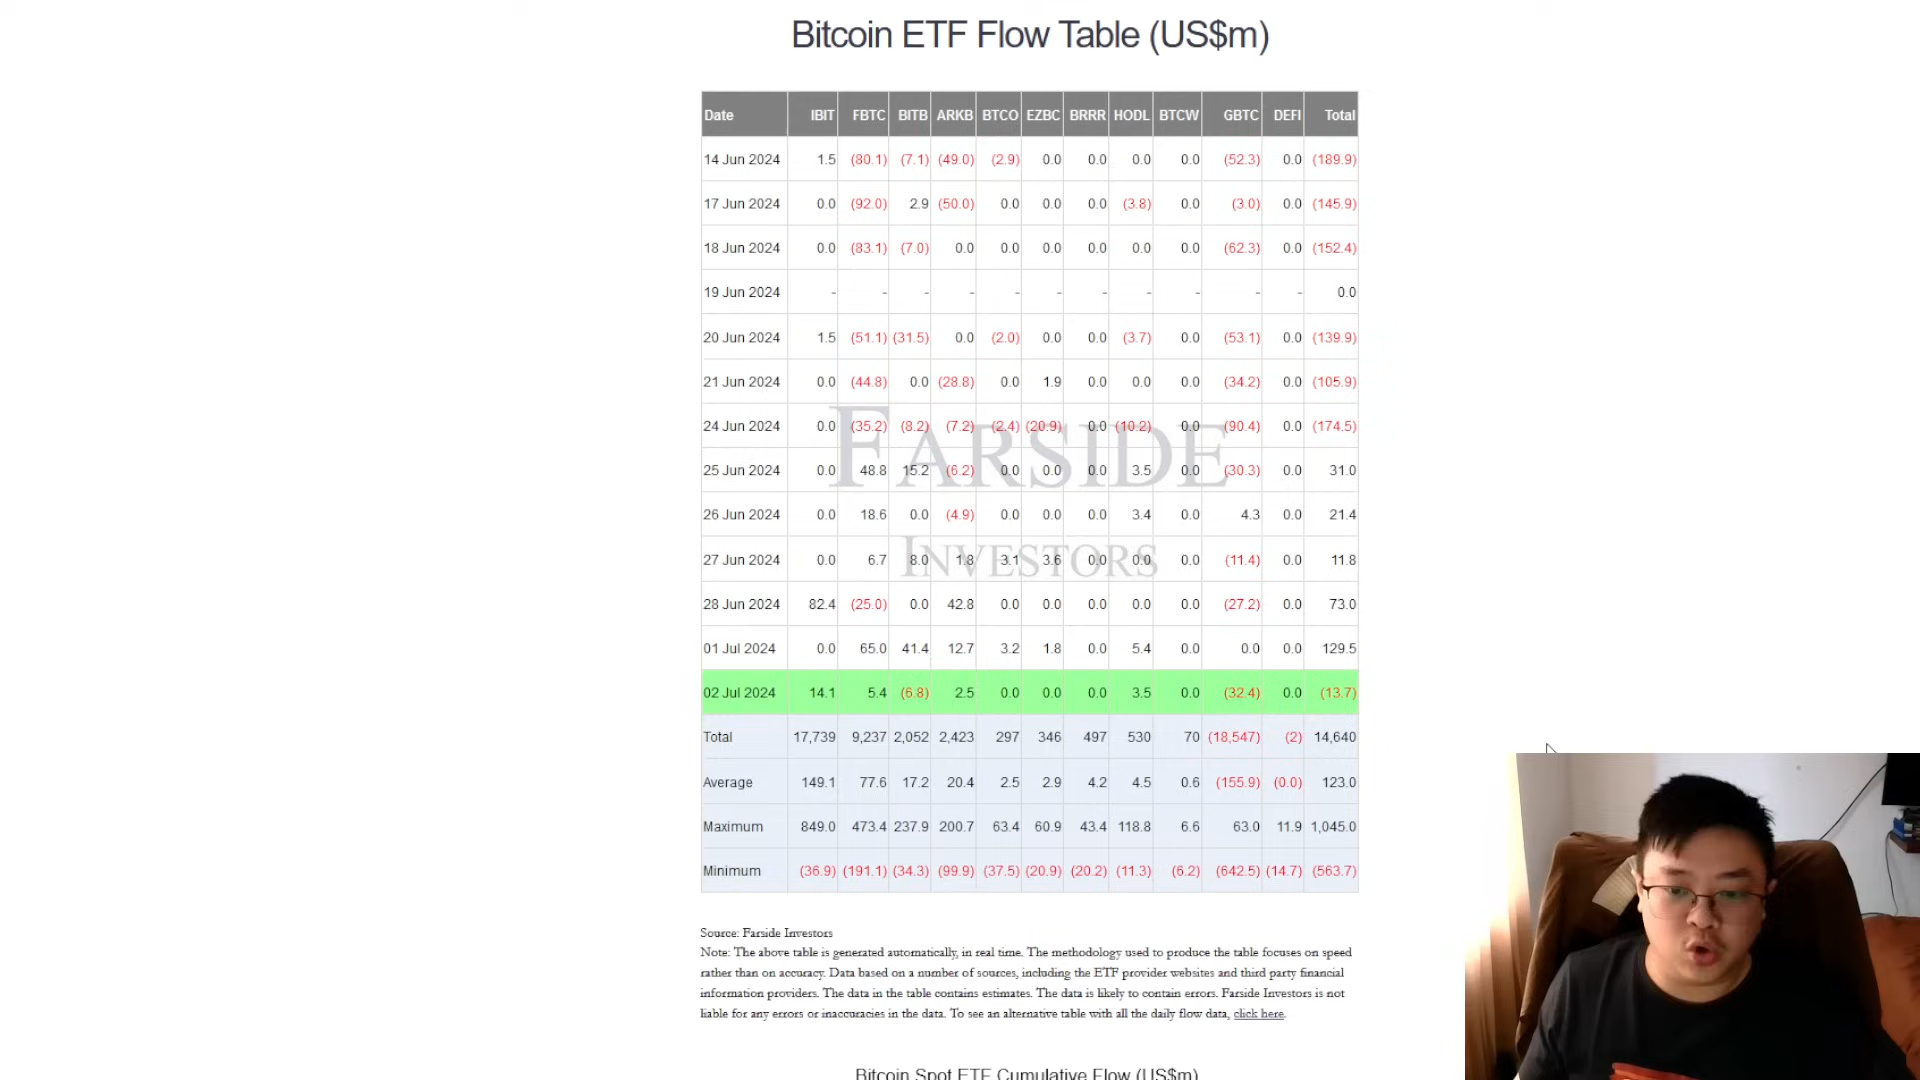 Bitcoin ETF Flow Table (US$m)
Date IBIT FBTC BITB ARKB BTCO EZBC BRRR HODL BTCW GBTC DEFI Total
14 Jun 2024 1.5 (80.1) (7.1) (49.0) (2.9) 0.0 0.0 0.0 0.0 (52.3) 0.0 (189.9)
17 Jun 2024 0.0 (92.0) 2.9 (50.0) 0.0 0.0 0.0 (3.8) 0.0 (3.0) 0.0 (145.9)
18 Jun 2024 0.0 (83.1) (7.0) 0.0 0.0 0.0 0.0 0.0 0.0 (62.3) 0.0 (152.4)
19 Jun 2024 - - - - - - - - - - - 0.0
20 Jun 2024 1.5 (51.1) (31.5) 0.0 (2.0) 0.0 0.0 (3.7) 0.0 (53.1) 0.0 (139.9)
21 Jun 2024 0.0 (44.8) 0.0 (28.8) 0.0 1.9 0.0 0.0 0.0 (34.2) 0.0 (105.9)
24 Jun 2024 0.0 (35.2) (8.2) (7.2) (2.4) (20.9) 0.0 (10.2) 0.0 (90.4) 0.0 (174.5)
FARSIDE
25 Jun 2024 0.0 48.8 15.2 (6.2) 0.0 0.0 0.0 3.5 0.0 (30.3) 0.0 31.0
26 Jun 2024 0.0 18.6 0.0 (4.9) 0.0 0.0 0.0 3.4 0.0 4.3 0.0 21.4
INVESTORS
27 Jun 2024 0.0 6.7 8.0 1.8 3.1 3.6 0.0 0.0 0.0 (11.4) 0.0 11.8
28 Jun 2024 82.4 (25.0) 0.0 42.8 0.0 0.0 0.0 0.0 0.0 (27.2) 0.0 73.0
01 Jul 2024 0.0 65.0 41.4 12.7 3.2 1.8 0.0 5.4 0.0 0.0 0.0 129.5
02 Jul 2024 14.1 5.4 (6.8) 2.5 0.0 0.0 0.0 3.5 0.0 (32.4) 0.0 (13.7)
Total 17,739 9,237 2,052 2,423 297 346 497 530 70 (18,547) (2) 14,640
Average 149.1 77.6 17.2 20.4 2.5 2.9 4.2 4.5 0.6 (155.9) (0.0) 123.0
Maximum 849.0 473.4 237.9 200.7 63.4 60.9 43.4 118.8 6.6 63.0 11.9 1,045.0
Minimum (36.9) (191.1) (34.3) (99.9) (37.5) (20.9) (20.2) (11.3) (6.2) (642.5) (14.7) (563.7)
Source: Farside Investors
Note: The above table is generated automatically, in real time. The methodology used to produce the table focuses on speed
rather than on accuracy. Data based on a number of sources, including the ETF provider websites and third party financial
information providers. The data in the table contains estimates. The data is likely to contain errors. Farside Investors is not
liable for any errors or inaccuracies in the data. To see an alternative table with all the daily flow data, click here.
Bitcoin Spot ETF Cumulative Flow (US$m)